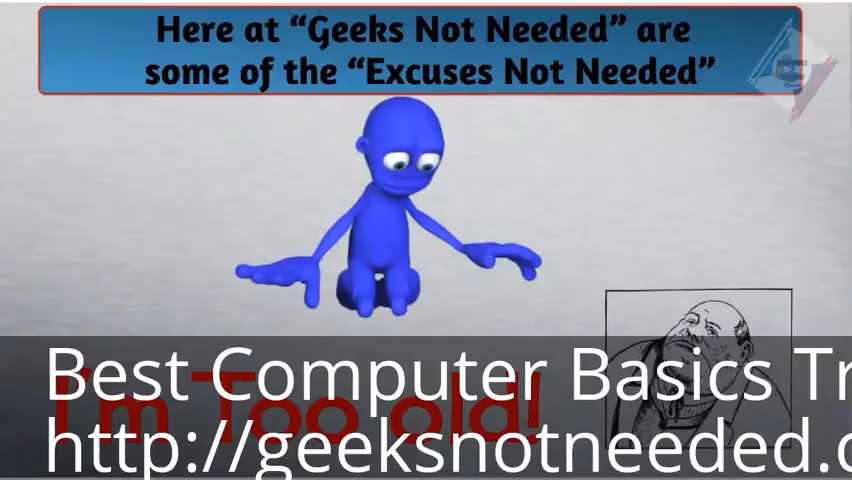 Here at “Geeks Not Needed” are
some of the “Excuses Not Needed”
I'm Too old!
Best Computer Basics Tr
http://geeksnotneeded.c